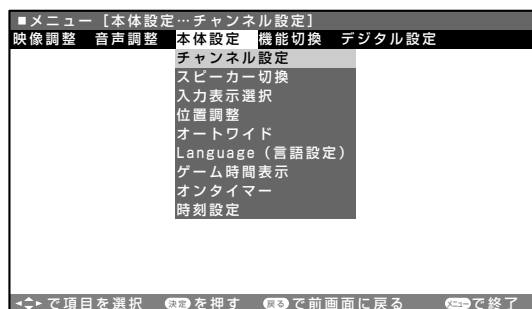 ■メニュー [本体設定…チャンネル設定]
映像調整 音声調整 本体設定 機能切換 デジタル設定
チャンネル設定
スピーカー切換
入力表示選択
位置調整
オートワイド
Language(言語設定)
ゲーム時間表示
オンタイマー
時刻設定
で項目を選択 決定を押す 戻るで前画面に戻る メニューで終了